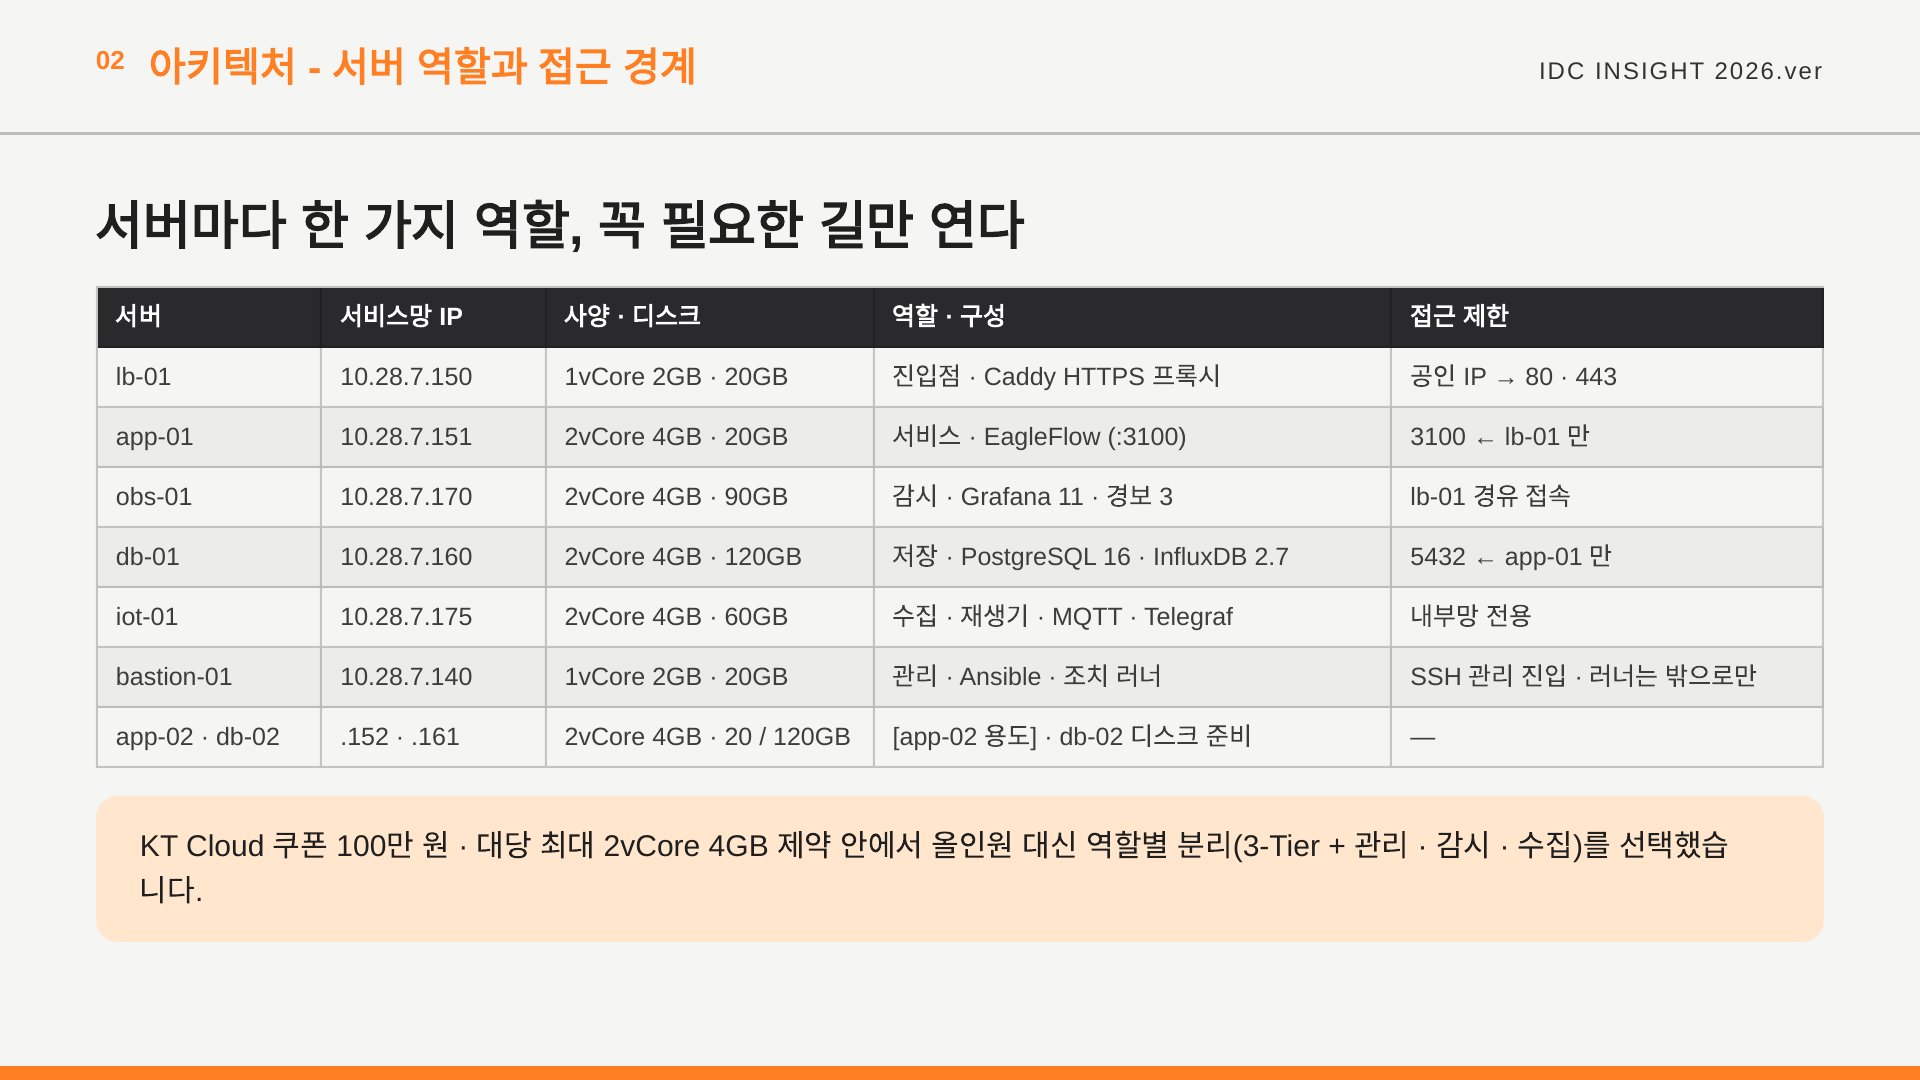 02 아키텍처 - 서버 역할과 접근 경계
IDC INSIGHT 2026.ver
서버마다 한 가지 역할, 꼭 필요한 길만 연다
서버 서비스망 IP 사양 · 디스크 역할 · 구성 접근 제한
lb-01 10.28.7.150 1vCore 2GB · 20GB 진입점 · Caddy HTTPS 프록시 공인 IP → 80 · 443
app-01 10.28.7.151 2vCore 4GB · 20GB 서비스 · EagleFlow (:3100) 3100 ← lb-01 만
obs-01 10.28.7.170 2vCore 4GB · 90GB 감시 · Grafana 11 · 경보 3 lb-01 경유 접속
db-01 10.28.7.160 2vCore 4GB · 120GB 저장 · PostgreSQL 16 · InfluxDB 2.7 5432 ← app-01 만
iot-01 10.28.7.175 2vCore 4GB · 60GB 수집 · 재생기 · MQTT · Telegraf 내부망 전용
bastion-01 10.28.7.140 1vCore 2GB · 20GB 관리 · Ansible · 조치 러너 SSH 관리 진입 · 러너는 밖으로만
app-02 · db-02 .152 · .161 2vCore 4GB · 20 / 120GB [app-02 용도] · db-02 디스크 준비 —
KT Cloud 쿠폰 100만 원 · 대당 최대 2vCore 4GB 제약 안에서 올인원 대신 역할별 분리(3-Tier + 관리 · 감시 · 수집)를 선택했습
니다.